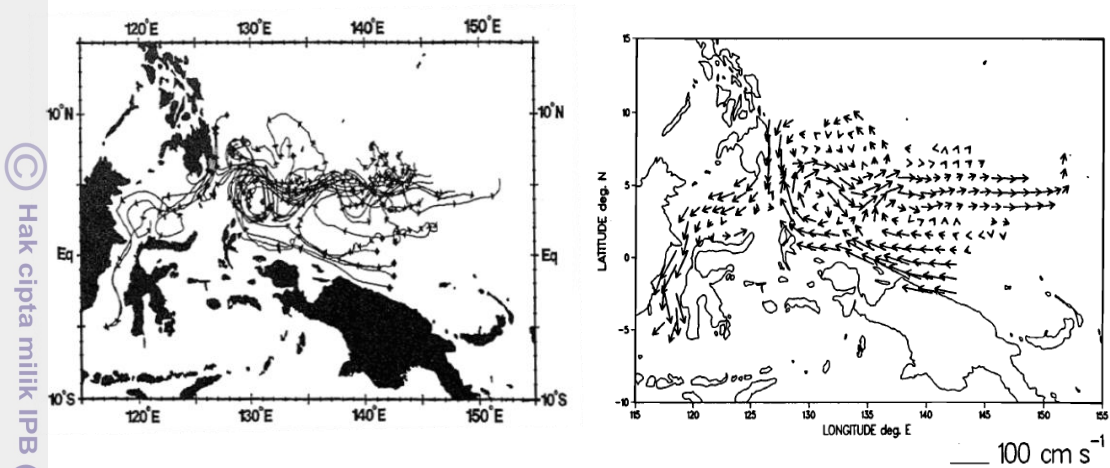 © Hak cipta milik IPB
120°E 130°E 140°E 150°E
10°N 10°N
Eq Eq
10°S 10°S
120°E 130°E 140°E 150°E
15
10
5
0
-5
-10
LATITUDE deg. N
15 120 125 130 135 140 145 150 155
LONGITUDE deg. E
100 cm s⁻¹